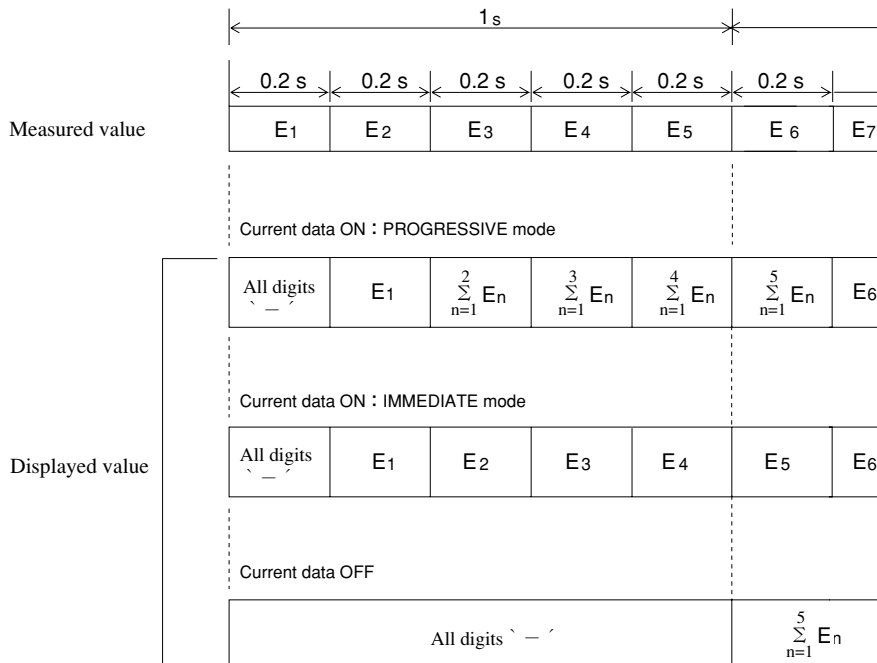 1 s
0.2 s 0.2 s 0.2 s 0.2 s 0.2 s 0.2 s
Measured value E1 E2 E3 E4 E5 E6 E7
Current data ON : PROGRESSIVE mode
All digits ` − ´ E1 2 Σ n=1 En 3 Σ n=1 En 4 Σ n=1 En 5 Σ n=1 En E6
Current data ON : IMMEDIATE mode
Displayed value All digits ` − ´ E1 E2 E3 E4 E5 E6
Current data OFF
All digits ` − ´ 5 Σ n=1 En